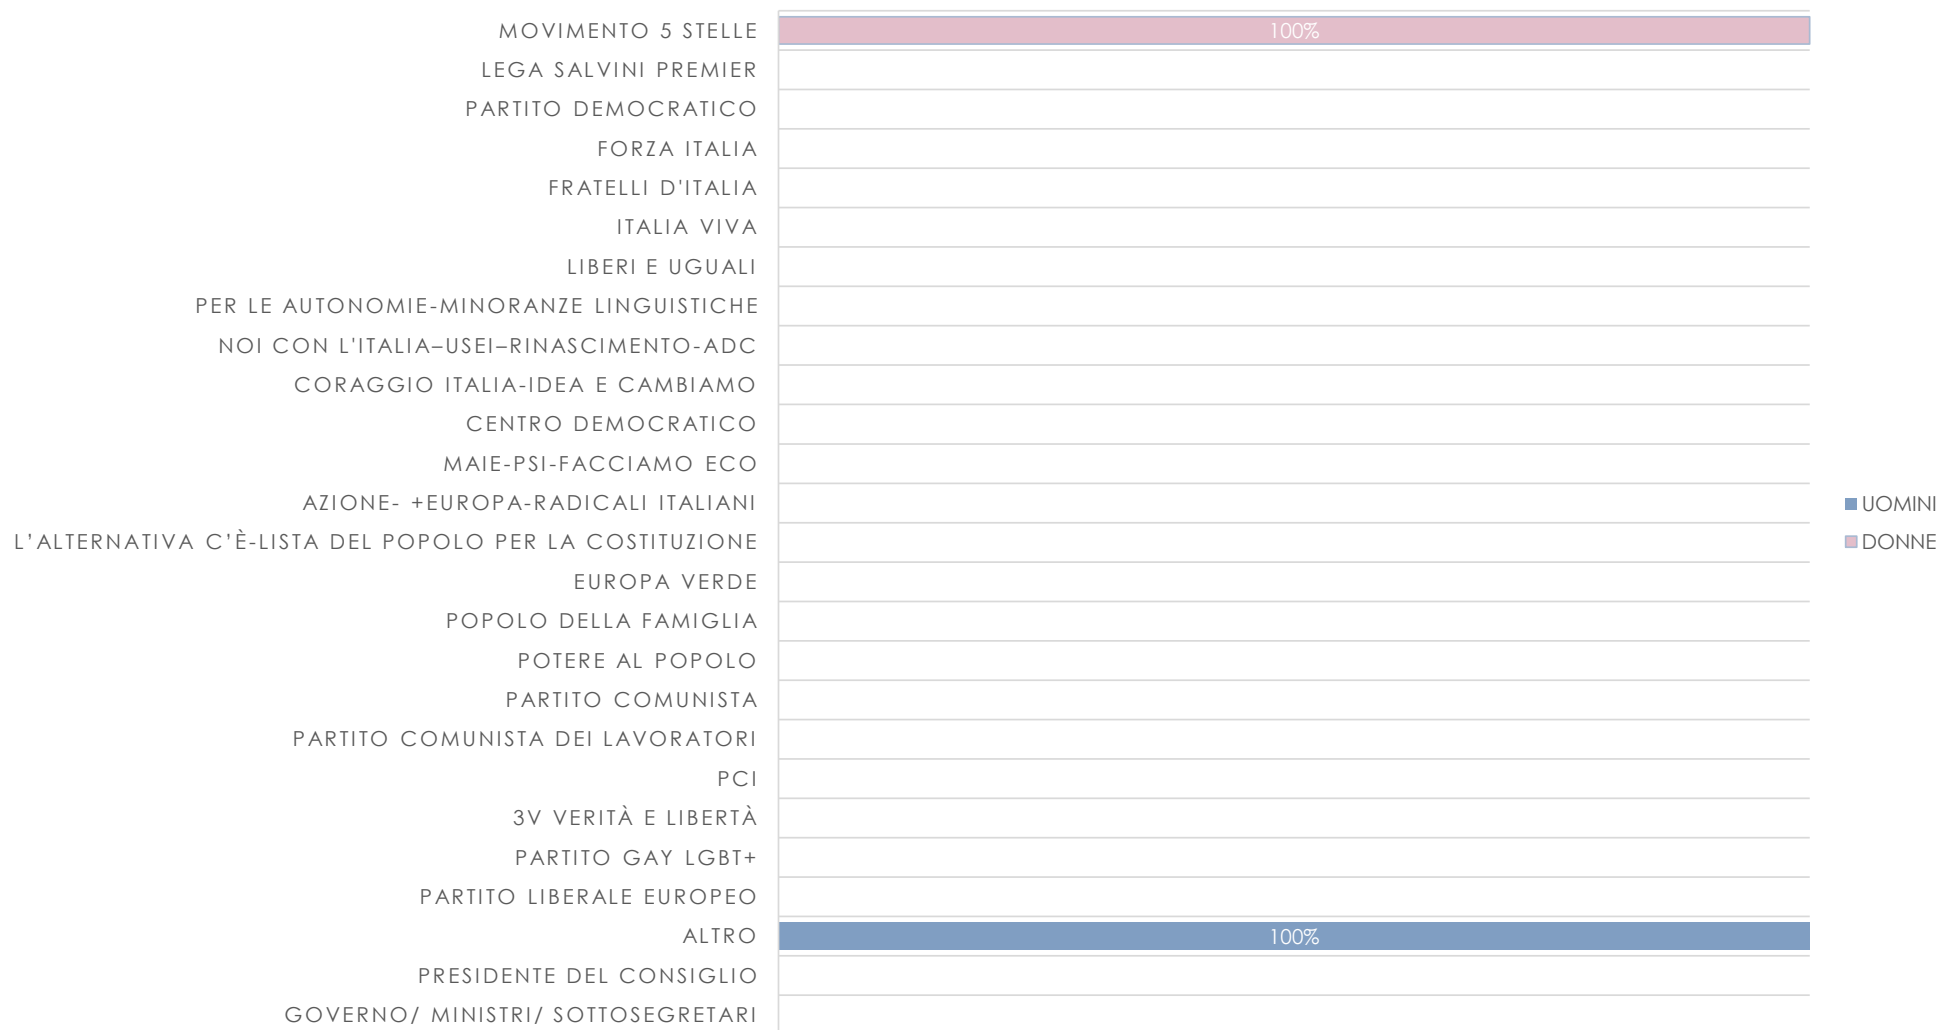 MOVIMENTO 5 STELLE 100%
LEGA SALVINI PREMIER
PARTITO DEMOCRATICO
FORZA ITALIA
FRATELLI D'ITALIA
ITALIA VIVA
LIBERI E UGUALI
PER LE AUTONOMIE-MINORANZE LINGUISTICHE
NOI CON L'ITALIA–USEI–RINASCIMENTO-ADC
CORAGGIO ITALIA-IDEA E CAMBIAMO
CENTRO DEMOCRATICO
MAIE-PSI-FACCIAMO ECO
AZIONE- +EUROPA-RADICALI ITALIANI
L’ALTERNATIVA C’È-LISTA DEL POPOLO PER LA COSTITUZIONE
EUROPA VERDE
POPOLO DELLA FAMIGLIA
POTERE AL POPOLO
PARTITO COMUNISTA
PARTITO COMUNISTA DEI LAVORATORI
PCI
3V VERITÀ E LIBERTÀ
PARTITO GAY LGBT+
PARTITO LIBERALE EUROPEO
ALTRO 100%
PRESIDENTE DEL CONSIGLIO
GOVERNO/ MINISTRI/ SOTTOSEGRETARI
UOMINI
DONNE